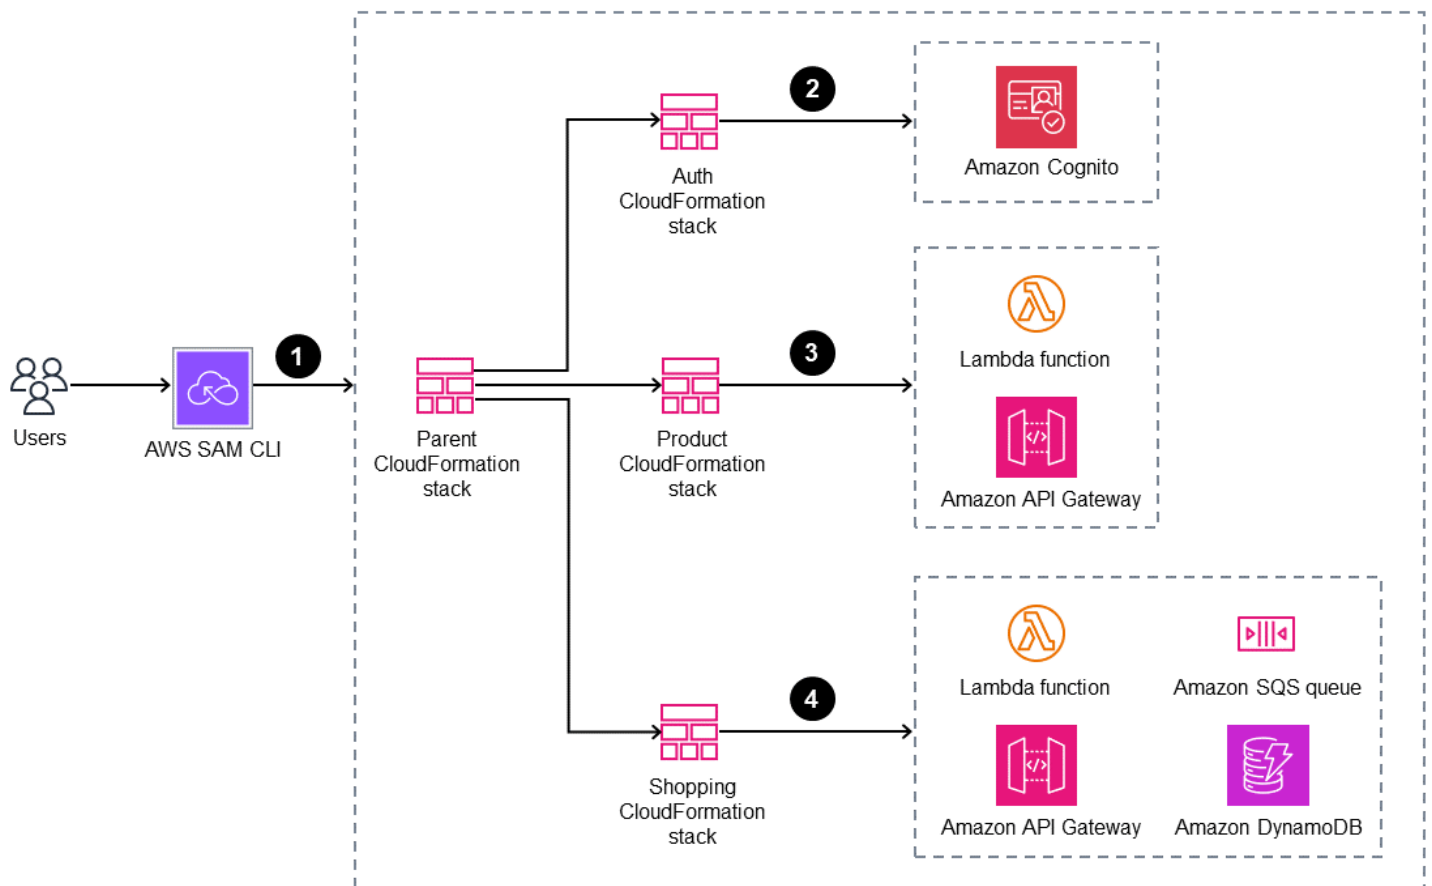 2
Amazon Cognito
Auth
CloudFormation
stack
1
3
Lambda function
Users
AWS SAM CLI
Parent
CloudFormation
stack
Product
CloudFormation
stack
Amazon API Gateway
4
Lambda function
Amazon SQS queue
Shopping
CloudFormation
stack
Amazon API Gateway
Amazon DynamoDB